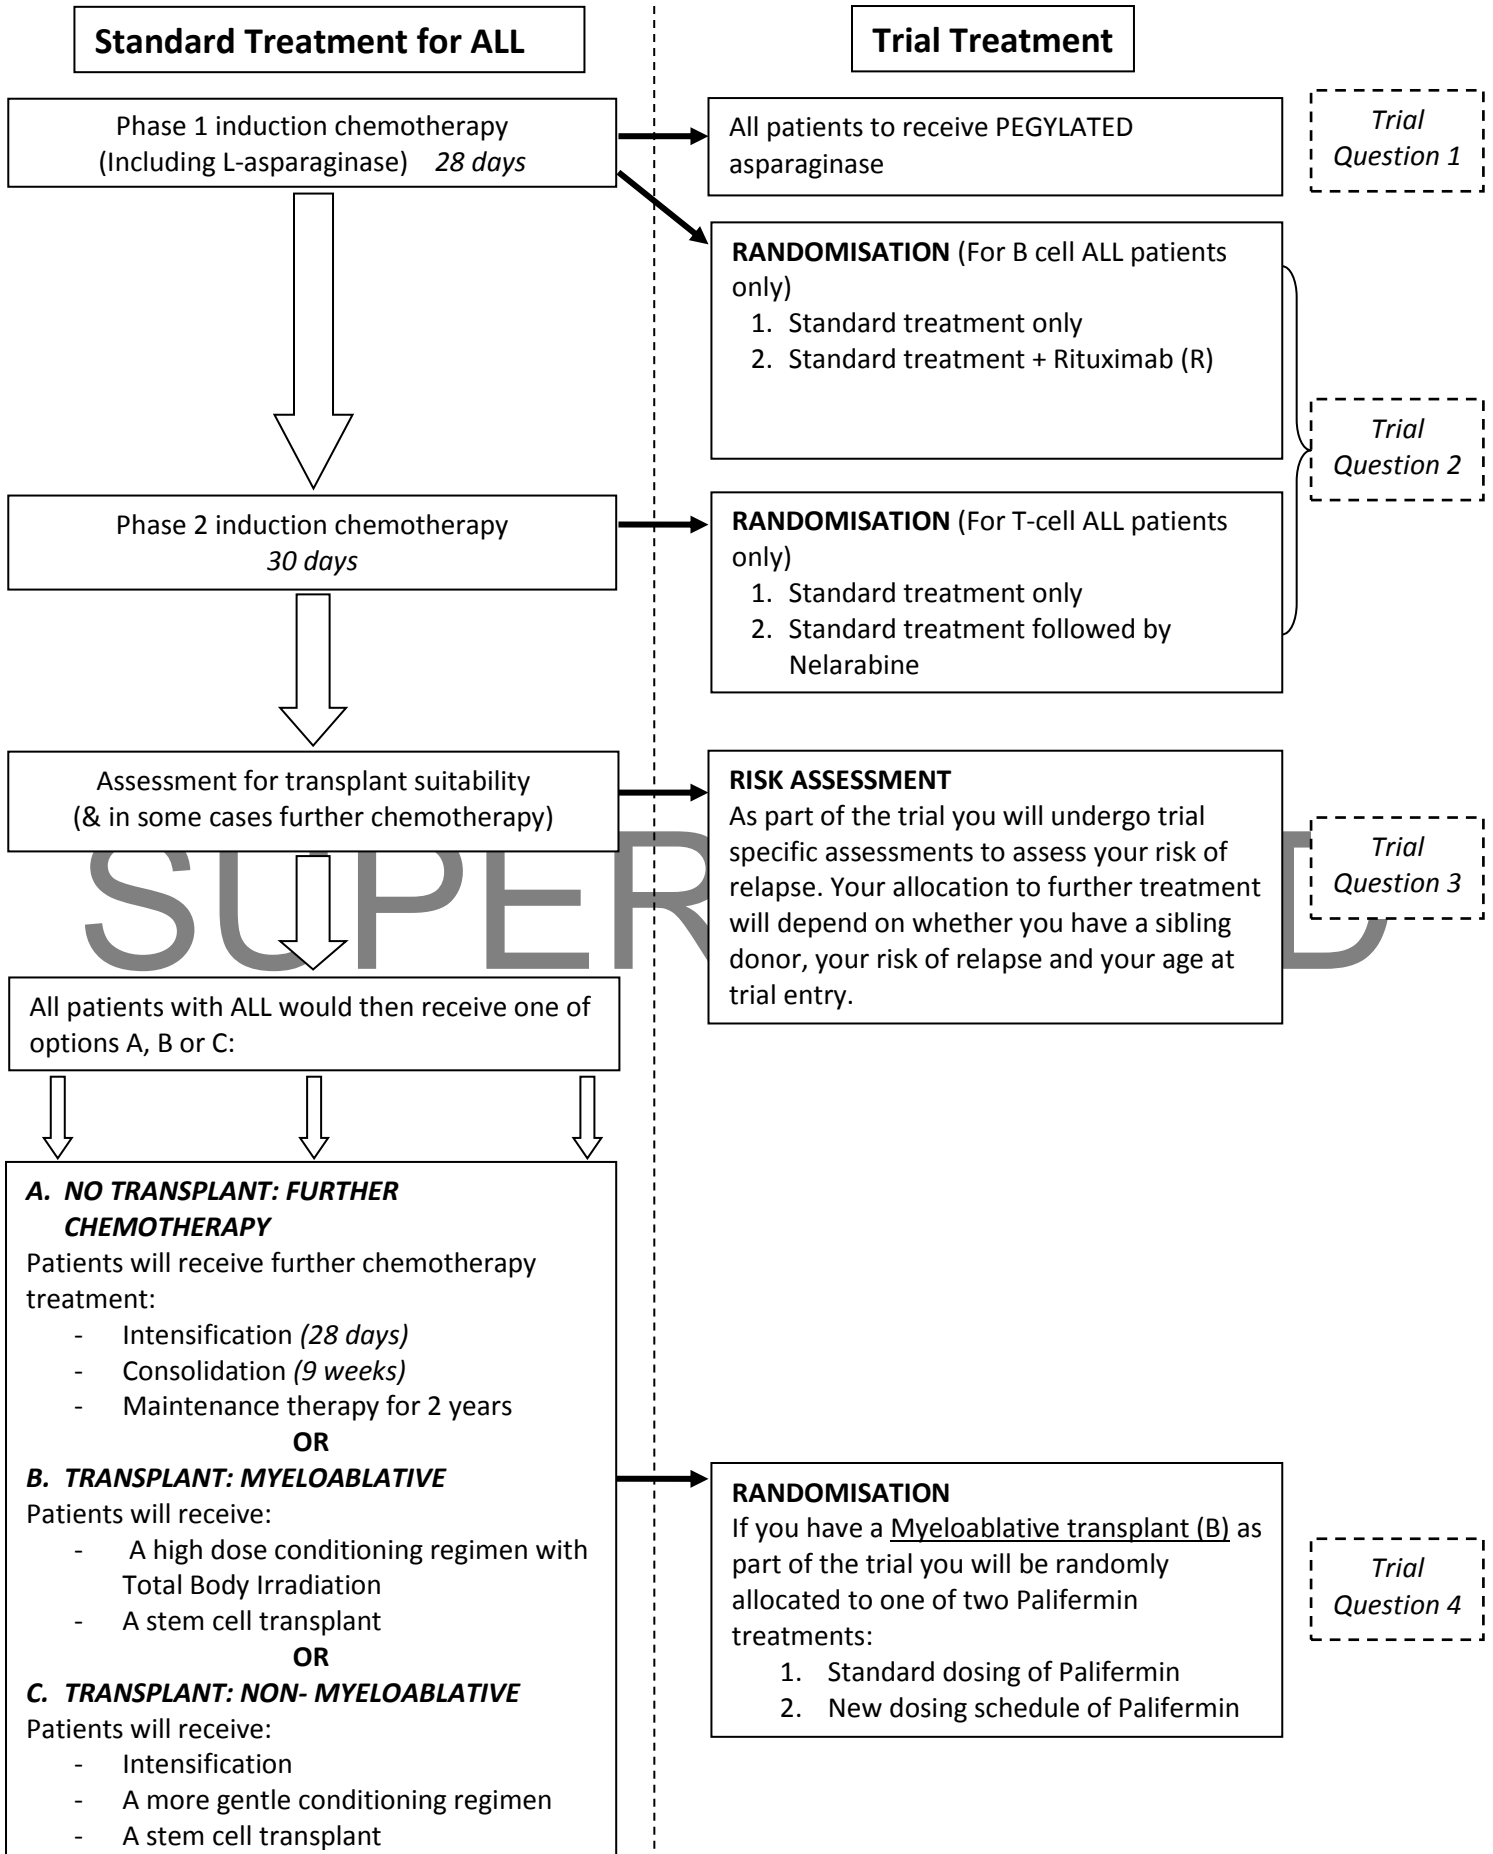 Standard Treatment for ALL
Trial Treatment
Phase 1 induction chemotherapy
(Including L-asparaginase) 28 days
All patients to receive PEGYLATED
asparaginase
Trial
Question 1
RANDOMISATION (For B cell ALL patients
only)
1. Standard treatment only
2. Standard treatment + Rituximab (R)
Trial
Question 2
Phase 2 induction chemotherapy
30 days
RANDOMISATION (For T-cell ALL patients
only)
1. Standard treatment only
2. Standard treatment followed by
Nelarabine
Assessment for transplant suitability
(& in some cases further chemotherapy)
RISK ASSESSMENT
As part of the trial you will undergo trial
specific assessments to assess your risk of
relapse. Your allocation to further treatment
will depend on whether you have a sibling
donor, your risk of relapse and your age at
trial entry.
Trial
Question 3
All patients with ALL would then receive one of
options A, B or C:
A. NO TRANSPLANT: FURTHER
CHEMOTHERAPY
Patients will receive further chemotherapy
treatment:
- Intensification (28 days)
- Consolidation (9 weeks)
- Maintenance therapy for 2 years
OR
B. TRANSPLANT: MYELOABLATIVE
Patients will receive:
- A high dose conditioning regimen with
Total Body Irradiation
- A stem cell transplant
OR
C. TRANSPLANT: NON- MYELOABLATIVE
Patients will receive:
- Intensification
- A more gentle conditioning regimen
- A stem cell transplant
RANDOMISATION
If you have a Myeloablative transplant (B) as
part of the trial you will be randomly
allocated to one of two Palifermin
treatments:
1. Standard dosing of Palifermin
2. New dosing schedule of Palifermin
Trial
Question 4